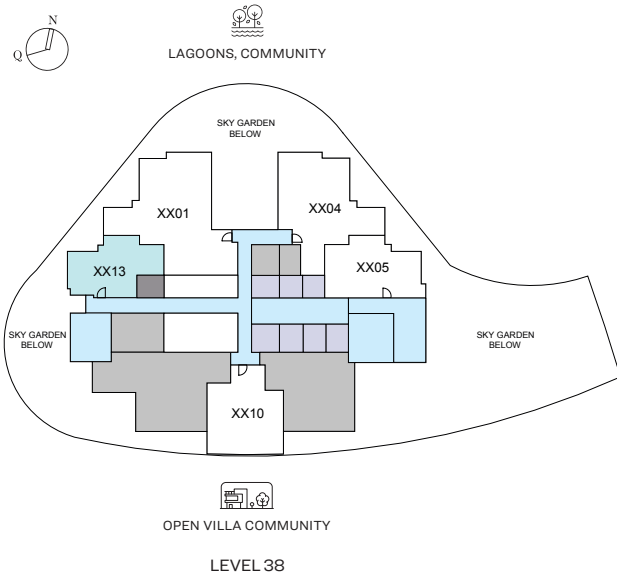 N
Q
LAGOONS, COMMUNITY
SKY GARDEN
BELOW
XX01
XX04
XX13
XX05
SKY GARDEN
BELOW
SKY GARDEN
BELOW
XX10
OPEN VILLA COMMUNITY
LEVEL 38